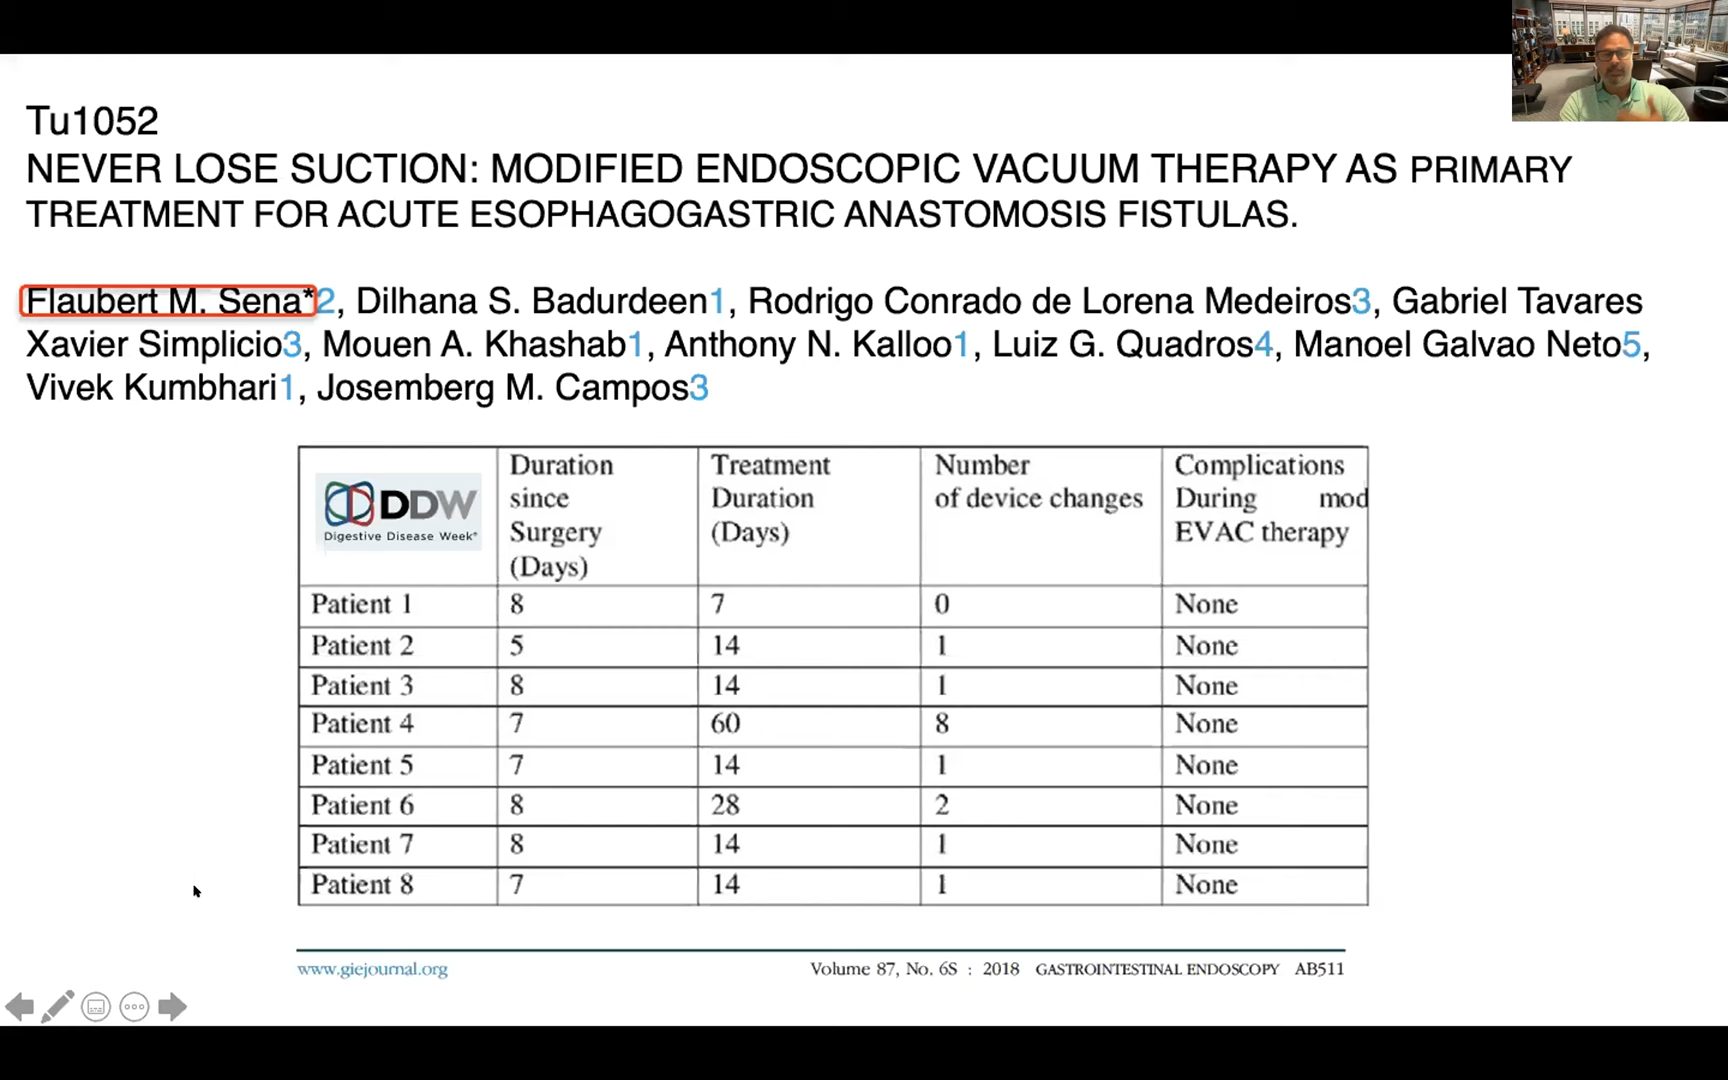 Tu1052
NEVER LOSE SUCTION: MODIFIED ENDOSCOPIC VACUUM THERAPY AS PRIMARY
TREATMENT FOR ACUTE ESOPHAGOGASTRIC ANASTOMOSIS FISTULAS.
Flaubert M. Sena*2, Dilhana S. Badurdeen1, Rodrigo Conrado de Lorena Medeiros3, Gabriel Tavares
Xavier Simplicio3, Mouen A. Khashab1, Anthony N. Kalloo1, Luiz G. Quadros4, Manoel Galvao Neto5,
Vivek Kumbhari1, Josemberg M. Campos3
DDW
Digestive Disease Week®
Duration
since
Surgery
(Days)
Treatment
Duration
(Days)
Number
of device changes
Complications
During mod
EVAC therapy
Patient 1 8 7 0 None
Patient 2 5 14 1 None
Patient 3 8 14 1 None
Patient 4 7 60 8 None
Patient 5 7 14 1 None
Patient 6 8 28 2 None
Patient 7 8 14 1 None
Patient 8 7 14 1 None
www.giejournal.org
Volume 87, No. 6S : 2018 GASTROINTESTINAL ENDOSCOPY AB511